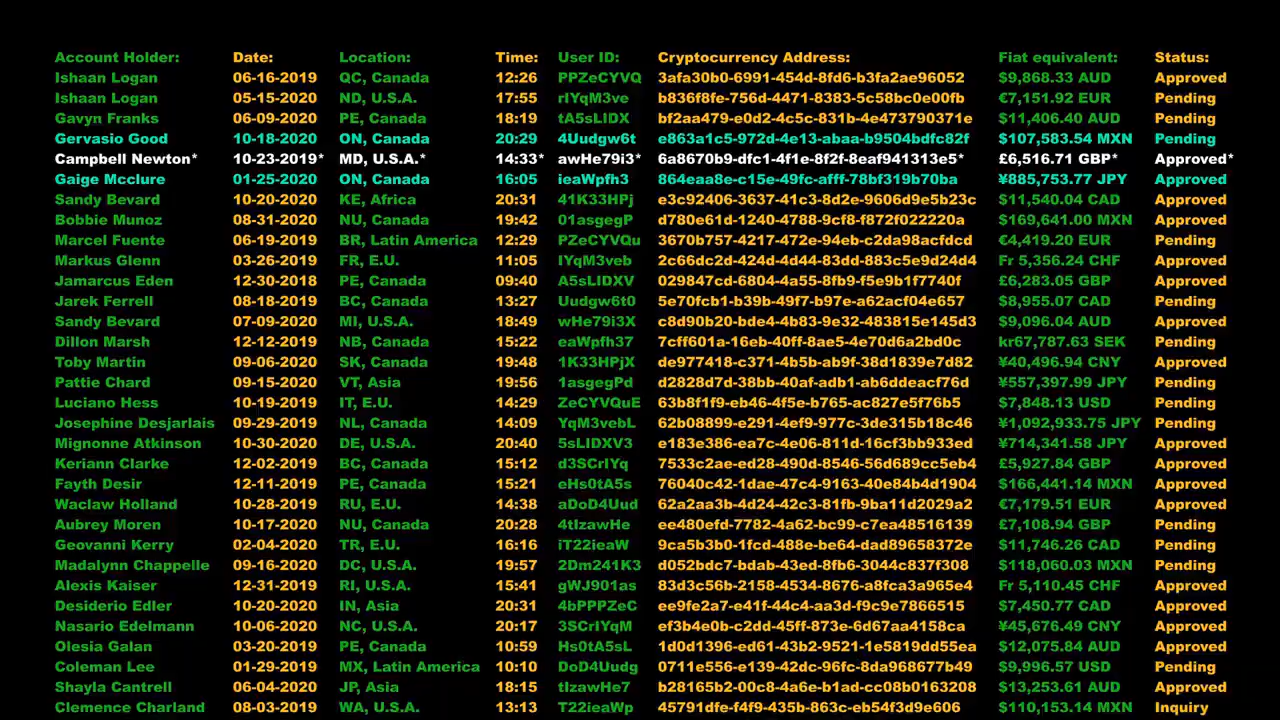 Account Holder: Date: Location: Time: User ID: Cryptocurrency Address: Fiat equivalent: Status:
Ishaan Logan 06-16-2019 QC, Canada 12:26 PPZeCYVQ 3afa30b0-6991-454d-8fd6-b3fa2ae96052 $9,868.33 AUD Approved
Ishaan Logan 05-15-2020 ND, U.S.A. 17:55 rIYqM3ve b836f8fe-756d-4471-8383-5c58bc0e00fb €7,151.92 EUR Pending
Gavyn Franks 06-09-2020 PE, Canada 18:19 tA5sLIDX bf2aa479-e0d2-4c5c-831b-4e473790371e $11,406.40 AUD Pending
Gervasio Good 10-18-2020 ON, Canada 20:29 4Uudgw6t e863a1c5-972d-4e13-abaa-b9504bdfc82f $107,583.54 MXN Pending
Campbell Newton* 10-23-2019* MD, U.S.A.* 14:33* awHe79i3* 6a8670b9-dfc1-4f1e-8f2f-8eaf941313e5* £6,516.71 GBP* Approved*
Gaige Mcclure 01-25-2020 ON, Canada 16:05 ieaWpfh3 864eaa8e-c15e-49fc-afff-78bf319b70ba ¥885,753.77 JPY Approved
Sandy Bevard 10-20-2020 KE, Africa 20:31 41K33HPj e3c92406-3637-41c3-8d2e-9606d9e5b23c $11,540.04 CAD Approved
Bobbie Munoz 08-31-2020 NU, Canada 19:42 01asgegP d780e61d-1240-4788-9cf8-f872f022220a $169,641.00 MXN Pending
Marcel Fuente 06-19-2019 BR, Latin America 12:29 PZeCYVQu 3670b757-4217-472e-94eb-c2da98acfdcd €4,419.20 EUR Pending
Markus Glenn 03-26-2019 FR, E.U. 11:05 IYqM3veb 2c66dc2d-424d-4d44-83dd-883c5e9d24d4 Fr 5,356.24 CHF Approved
Jamarcus Eden 12-30-2018 PE, Canada 09:40 A5sLIDXV 029847cd-6804-4a55-8fb9-f5e9b1f7740f £6,283.05 GBP Approved
Jarek Ferrell 08-18-2019 BC, Canada 13:27 Uudgw6t0 5e70fcb1-b39b-49f7-b97e-a62acf04e657 $8,955.07 CAD Pending
Sandy Bevard 07-09-2020 MI, U.S.A. 18:49 wHe79i3X c8d90b20-bde4-4b83-9e32-483815e145d3 $9,096.04 AUD Approved
Dillon Marsh 12-12-2019 NB, Canada 15:22 eaWpfh37 7cff601a-16eb-40ff-8ae5-4e70d6a2bd0c kr67,787.63 SEK Pending
Toby Martin 09-06-2020 SK, Canada 19:48 1K33HPjX de977418-c371-4b5b-ab9f-38d1839e7d82 ¥40,496.94 CNY Approved
Pattie Chard 09-15-2020 VT, Asia 19:56 1asgegPd d2828d7d-38bb-40af-adb1-ab6ddeacf76d ¥557,397.99 JPY Pending
Luciano Hess 10-19-2019 IT, E.U. 14:29 ZeCYVQuE 63b8f1f9-eb46-4f5e-b765-ac827e5f76b5 $7,848.13 USD Pending
Josephine Desjarlais 09-29-2019 NL, Canada 14:09 YqM3vebL 62b08899-e291-4ef9-977c-3de315b18c46 ¥1,092,933.75 JPY Pending
Mignonne Atkinson 10-30-2020 DE, U.S.A. 20:40 5sLIDXV3 e183e386-ea7c-4e06-811d-16cf3bb933ed ¥714,341.58 JPY Approved
Keriann Clarke 12-02-2019 BC, Canada 15:12 d3SCrIYq 7533c2ae-ed28-490d-8546-56d689cc5eb4 £5,927.84 GBP Approved
Fayth Desir 12-11-2019 PE, Canada 15:21 eHs0tA5s 76040c42-1dae-47c4-9163-40e84b4d1904 $166,441.14 MXN Approved
Waclaw Holland 10-28-2019 RU, E.U. 14:38 aDoD4Uud 62a2aa3b-4d24-42c3-81fb-9ba11d2029a2 €7,179.51 EUR Approved
Aubrey Moren 10-17-2020 NU, Canada 20:28 4tIzawHe ee480efd-7782-4a62-bc99-c7ea48516139 £7,108.94 GBP Pending
Geovanni Kerry 02-04-2020 TR, E.U. 16:16 iT22ieaW 9ca5b3b0-1fcd-488e-be64-dad89658372e $11,746.26 CAD Pending
Madalynn Chappelle 09-16-2020 DC, U.S.A. 19:57 2Dm241K3 d052bdc7-bdab-43ed-8fb6-3044c837f308 $118,060.03 MXN Pending
Alexis Kaiser 12-31-2019 RI, U.S.A. 15:41 gWJ901as 83d3c56b-2158-4534-8676-a8fca3a965e4 Fr 5,110.45 CHF Approved
Desiderio Edler 10-20-2020 IN, Asia 20:31 4bPPPZeC ee9fe2a7-e41f-44c4-aa3d-f9c9e7866515 $7,450.77 CAD Approved
Nasario Edelmann 10-06-2020 NC, U.S.A. 20:17 3SCrIYqM ef3b4e0b-c2dd-45ff-873e-6d67aa4158ca ¥45,676.49 CNY Approved
Olesia Galan 03-20-2019 PE, Canada 10:59 Hs0tA5sL 1d0d1396-ed61-43b2-9521-1e5819dd55ea $12,075.84 AUD Approved
Coleman Lee 01-29-2019 MX, Latin America 10:10 DoD4Uudg 0711e556-e139-42dc-96fc-8da968677b49 $9,996.57 USD Pending
Shayla Cantrell 06-04-2020 JP, Asia 18:15 tIzawHe7 b28165b2-00c8-4a6e-b1ad-cc08b0163208 $13,253.61 AUD Approved
Clemence Charland 08-03-2019 WA, U.S.A. 13:13 T22ieaWp 45791dfe-f4f9-435b-863c-eb54f3d9e606 $110,153.14 MXN Inquiry